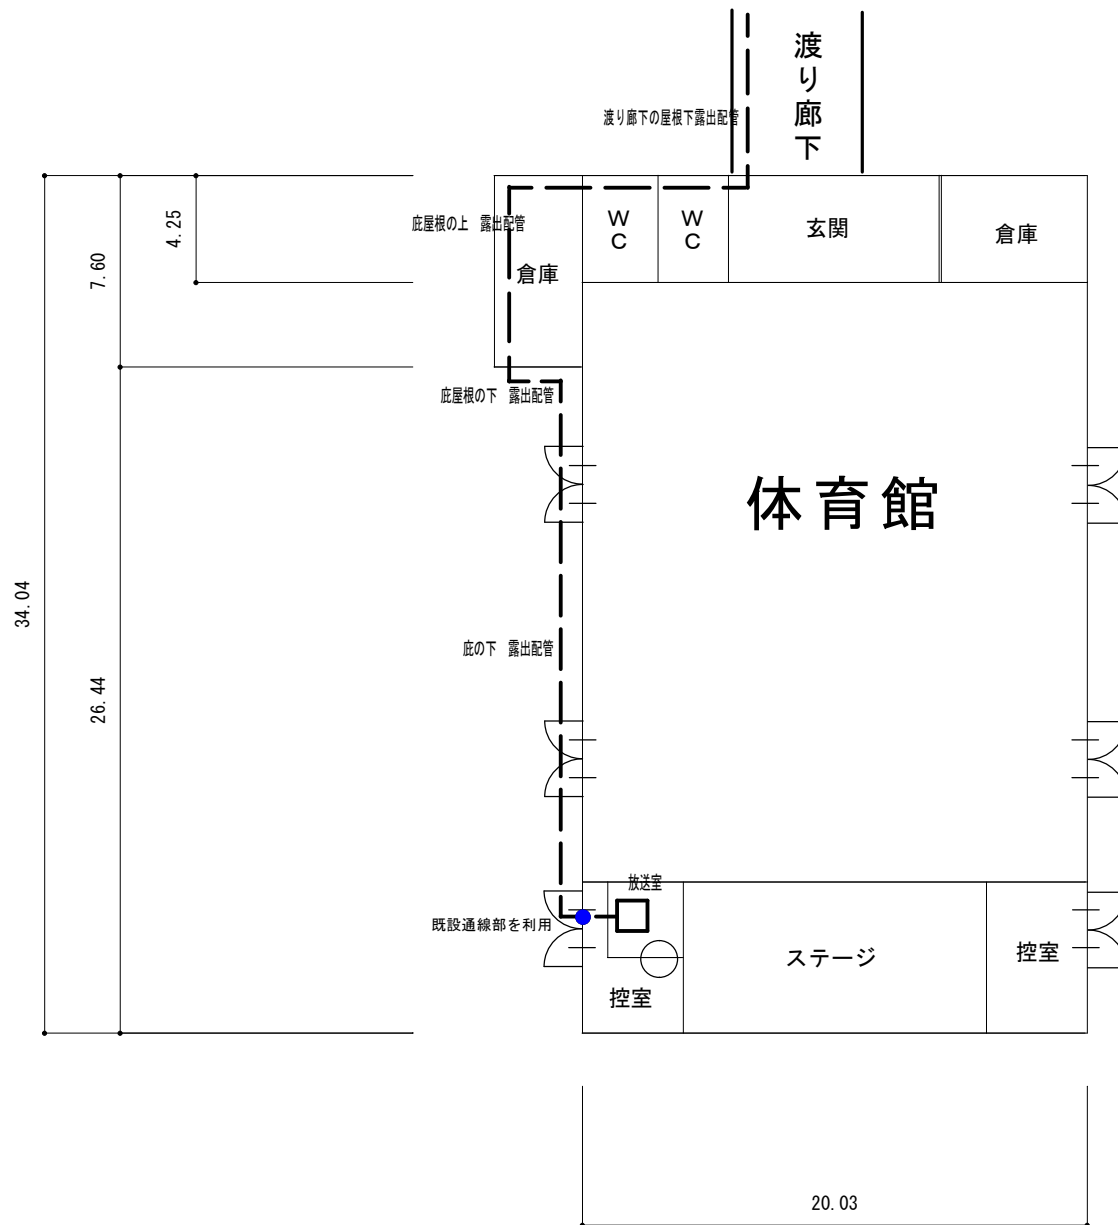 渡り廊下
渡り廊下の屋根下露出配管
4.25
庇屋根の上　露出配管
WC
WC
玄関
倉庫
7.60
倉庫
庇屋根の下　露出配管
体育館
34.04
庇の下　露出配管
26.44
放送室
既設通線部を利用
ステージ
控室
控室
20.03